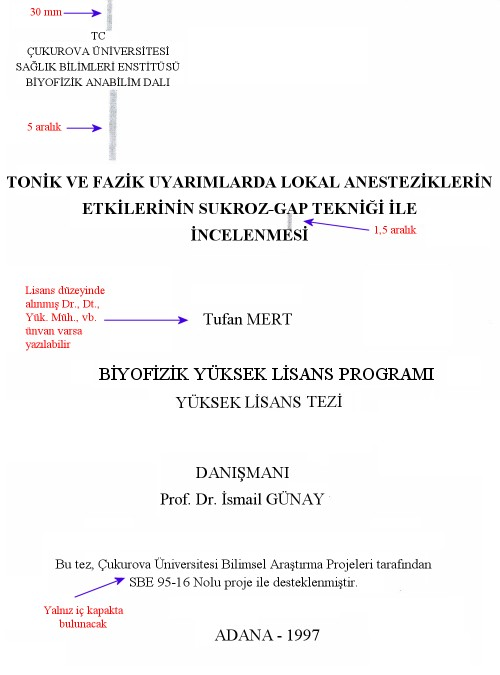 30 mm
TC
ÇUKUROVA ÜNİVERSİTESİ
SAĞLIK BİLİMLERİ ENSTİTÜSÜ
BİYOFİZİK ANABİLİM DALI
5 aralık
TONİK VE FAZİK UYARIMLARDA LOKAL ANESTEZİKLERİN
ETKİLERİNİN SUKROZ-GAP TEKNİĞİ İLE
İNCELENMESİ
1,5 aralık
Lisans düzeyinde
alınmış Dr., Dt.,
Yük. Müh., vb.
ünvan varsa
yazılabilir
Tufan MERT
BİYOFİZİK YÜKSEK LİSANS PROGRAMI
YÜKSEK LİSANS TEZİ
DANIŞMANI
Prof. Dr. İsmail GÜNAY
Bu tez, Çukurova Üniversitesi Bilimsel Araştırma Projeleri tarafından
SBE 95-16 Nolu proje ile desteklenmiştir.
Yalnız iç kapakta
bulunacak
ADANA - 1997